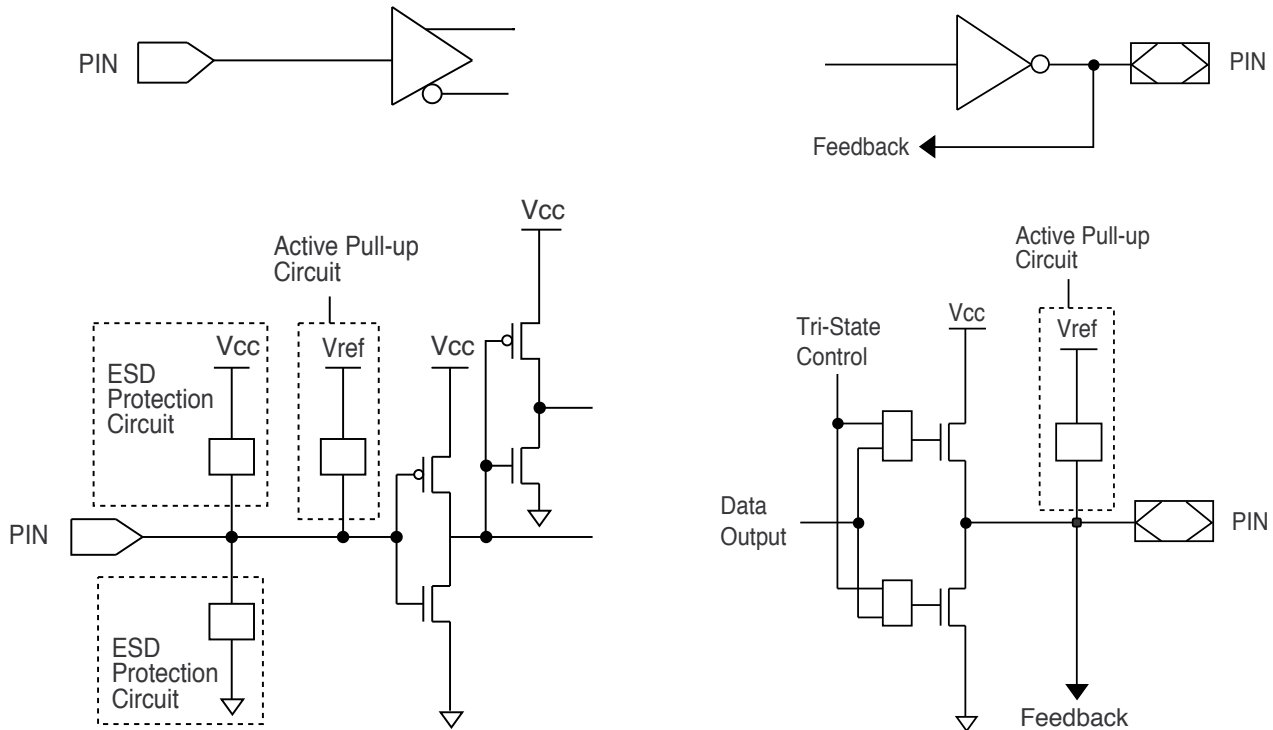 PIN
PIN
Feedback
Vcc
Active Pull-up
Circuit
Vcc
ESD
Protection
Circuit
Vref
Vcc
PIN
ESD
Protection
Circuit
Active Pull-up
Circuit
Vcc
Vref
Tri-State
Control
Data
Output
PIN
Feedback